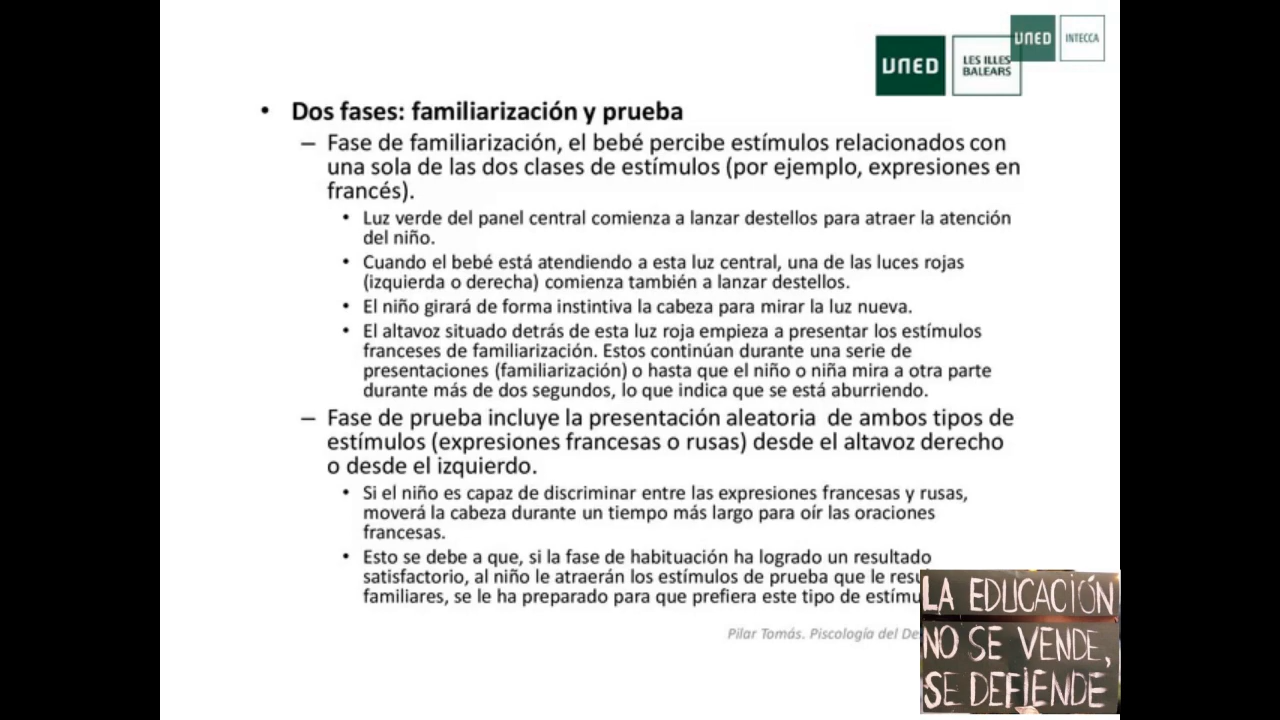 UNED
LES ILLES
BALEARS
UNED
INTECCA
• Dos fases: familiarización y prueba
– Fase de familiarización, el bebé percibe estímulos relacionados con
una sola de las dos clases de estímulos (por ejemplo, expresiones en
francés).
• Luz verde del panel central comienza a lanzar destellos para atraer la atención
del niño.
• Cuando el bebé está atendiendo a esta luz central, una de las luces rojas
(izquierda o derecha) comienza también a lanzar destellos.
• El niño girará de forma instintiva la cabeza para mirar la luz nueva.
• El altavoz situado detrás de esta luz roja empieza a presentar los estímulos
franceses de familiarización. Estos continúan durante una serie de
presentaciones (familiarización) o hasta que el niño o niña mira a otra parte
durante más de dos segundos, lo que indica que se está aburriendo.
– Fase de prueba incluye la presentación aleatoria  de ambos tipos de
estímulos (expresiones francesas o rusas) desde el altavoz derecho
o desde el izquierdo.
• Si el niño es capaz de discriminar entre las expresiones francesas y rusas,
moverá la cabeza durante un tiempo más largo para oír las oraciones
francesas.
• Esto se debe a que, si la fase de habituación ha logrado un resultado
satisfactorio, al niño le atraerán los estímulos de prueba que le
familiares, se le ha preparado para que prefiera este tipo de
Pilar Tomás. Piscología del
LA EDUCACIÓN
NO SE VENDE,
SE DEFIENDE